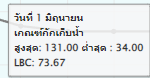 วันที่ 1 มิถุนายน
เกณฑ์กักเก็บน้ำ
สูงสุด: 131.00 ต่ำสุด : 34.00
LBC: 73.67